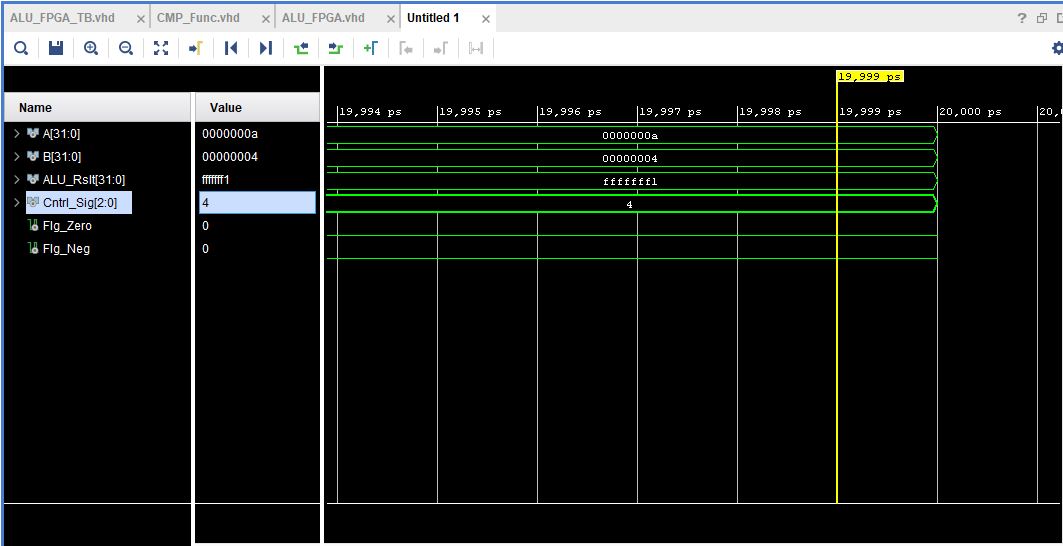 ALU_FPGA_TB.vhd CMP_Func.vhd ALU_FPGA.vhd Untitled 1
19,999 ps
Name Value
19,994 ps 19,995 ps 19,996 ps 19,997 ps 19,998 ps 19,999 ps 20,000 ps 20,0
A[31:0] 0000000a 0000000a
B[31:0] 00000004 00000004
ALU_Rslt[31:0] fffffff1 fffffff1
Cntrl_Sig[2:0] 4 4
Flg_Zero 0
Flg_Neg 0